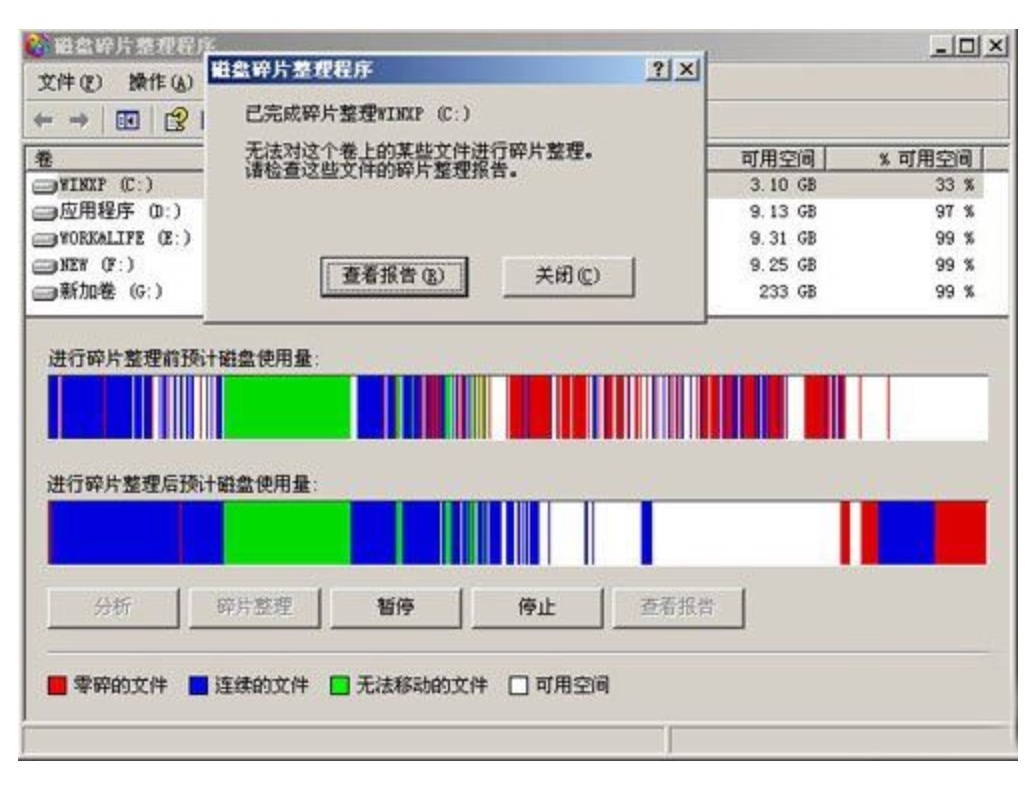 磁盘碎片整理程序
文件(F) 操作(A)
磁盘碎片整理程序
已完成碎片整理WINXP (C:)
无法对这个卷上的某些文件进行碎片整理。
请检查这些文件的碎片整理报告。
查看报告(R) 关闭(C)
卷 可用空间 % 可用空间
WINXP (C:) 3.10 GB 33 %
应用程序 (D:) 9.13 GB 97 %
WORK&LIFE (E:) 9.31 GB 99 %
NEW (F:) 9.25 GB 99 %
新加卷 (G:) 233 GB 99 %
进行碎片整理前预计磁盘使用量:
进行碎片整理后预计磁盘使用量:
分析 碎片整理 暂停 停止 查看报告
零碎的文件 连续的文件 无法移动的文件 可用空间